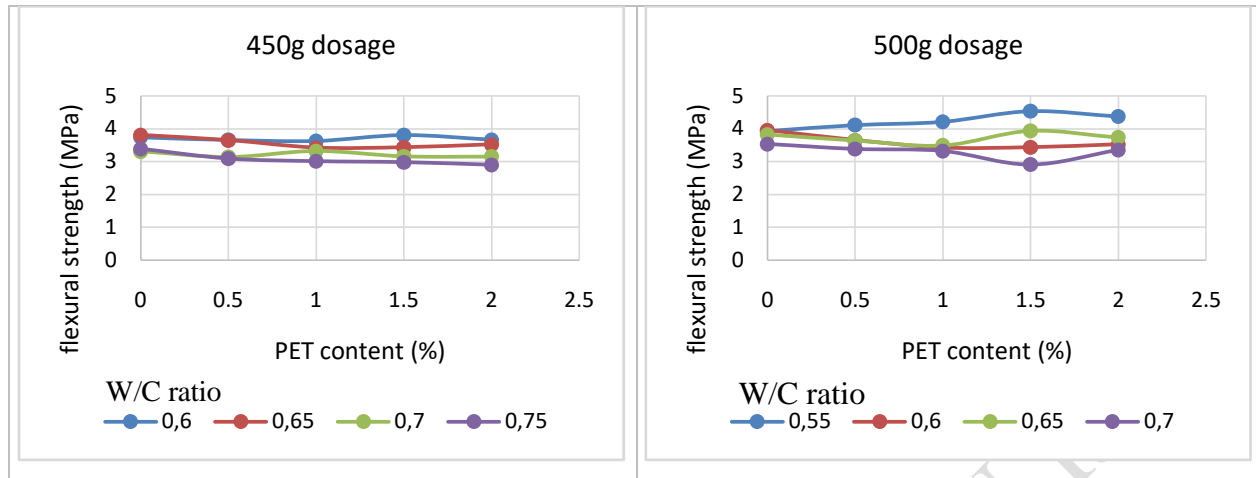 450g dosage
flexural strength (MPa)
5
4
3
2
1
0
0 0.5 1 1.5 2 2.5
PET content (%)
W/C ratio
0,6 0,65 0,7 0,75
500g dosage
flexural strength (MPa)
5
4
3
2
1
0
0 0.5 1 1.5 2 2.5
PET content (%)
W/C ratio
0,55 0,6 0,65 0,7